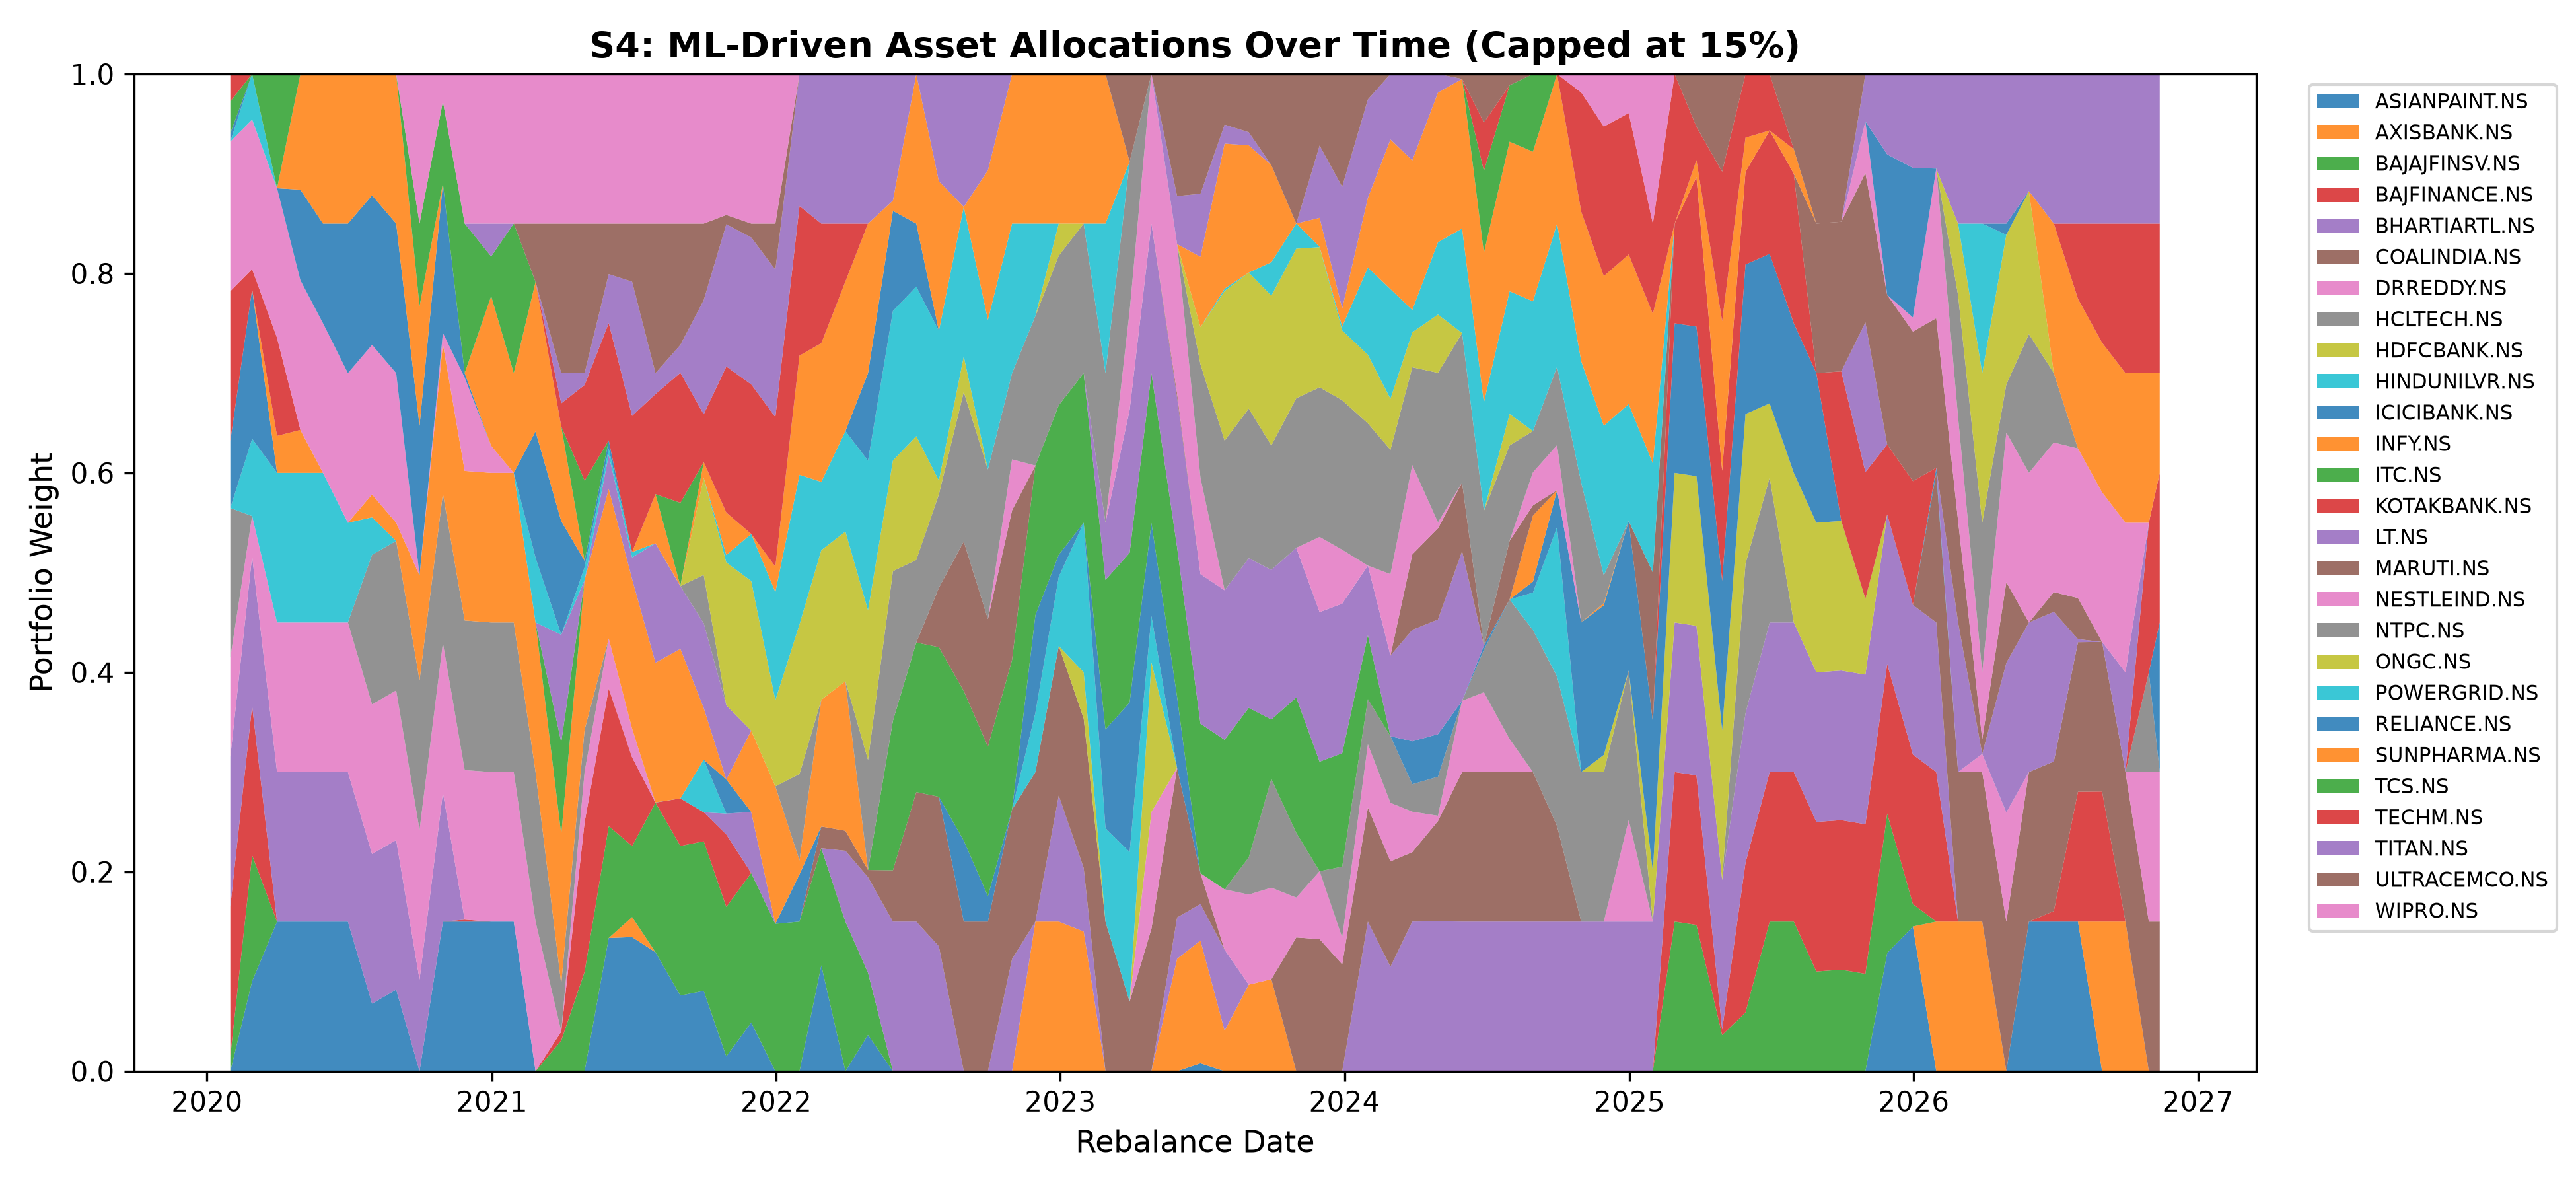 S4: ML-Driven Asset Allocations Over Time (Capped at 15%)
1.0
0.8
0.6
0.4
0.2
0.0
Portfolio Weight
2020 2021 2022 2023 2024 2025 2026 2027
Rebalance Date
ASIANPAINT.NS
AXISBANK.NS
BAJAJFINSV.NS
BAJFINANCE.NS
BHARTIARTL.NS
COALINDIA.NS
DRREDDY.NS
HCLTECH.NS
HDFCBANK.NS
HINDUNILVR.NS
ICICIBANK.NS
INFY.NS
ITC.NS
KOTAKBANK.NS
LT.NS
MARUTI.NS
NESTLEIND.NS
NTPC.NS
ONGC.NS
POWERGRID.NS
RELIANCE.NS
SUNPHARMA.NS
TCS.NS
TECHM.NS
TITAN.NS
ULTRACEMCO.NS
WIPRO.NS